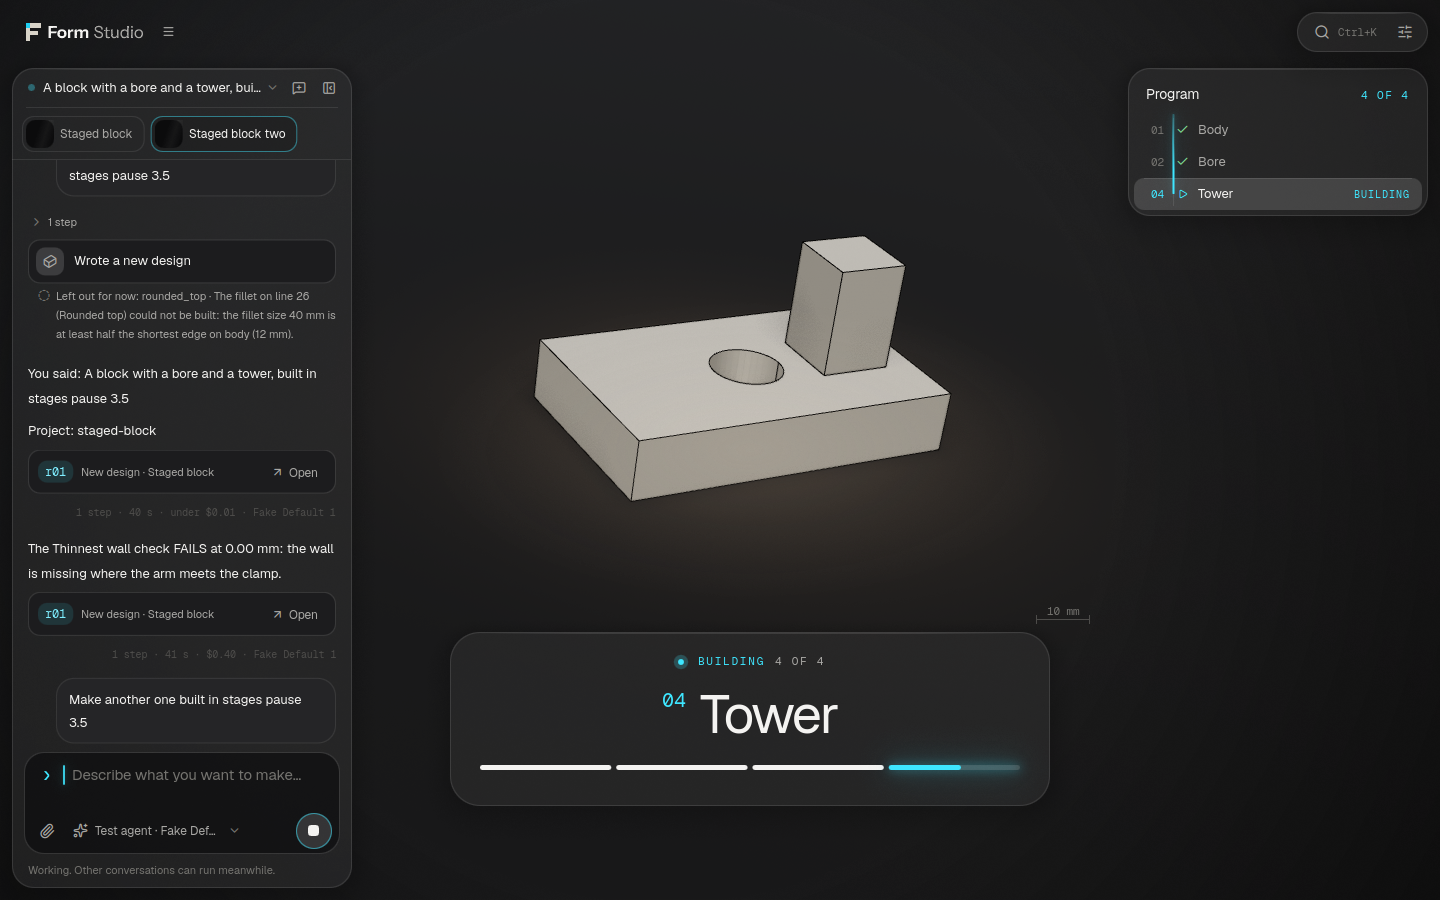 Form Studio
Ctrl+K
A block with a bore and a tower, bui...
Staged block
Staged block two
stages pause 3.5
1 step
Wrote a new design
Left out for now: rounded_top · The fillet on line 26
(Rounded top) could not be built: the fillet size 40 mm is
at least half the shortest edge on body (12 mm).
You said: A block with a bore and a tower, built in
stages pause 3.5
Project: staged-block
r01 New design · Staged block Open
1 step · 40 s · under $0.01 · Fake Default 1
The Thinnest wall check FAILS at 0.00 mm: the wall
is missing where the arm meets the clamp.
r01 New design · Staged block Open
1 step · 41 s · $0.40 · Fake Default 1
Make another one built in stages pause
3.5
Describe what you want to make...
Test agent · Fake Def...
Working. Other conversations can run meanwhile.
10 mm
BUILDING 4 OF 4
04 Tower
Program 4 OF 4
01 Body
02 Bore
04 Tower BUILDING